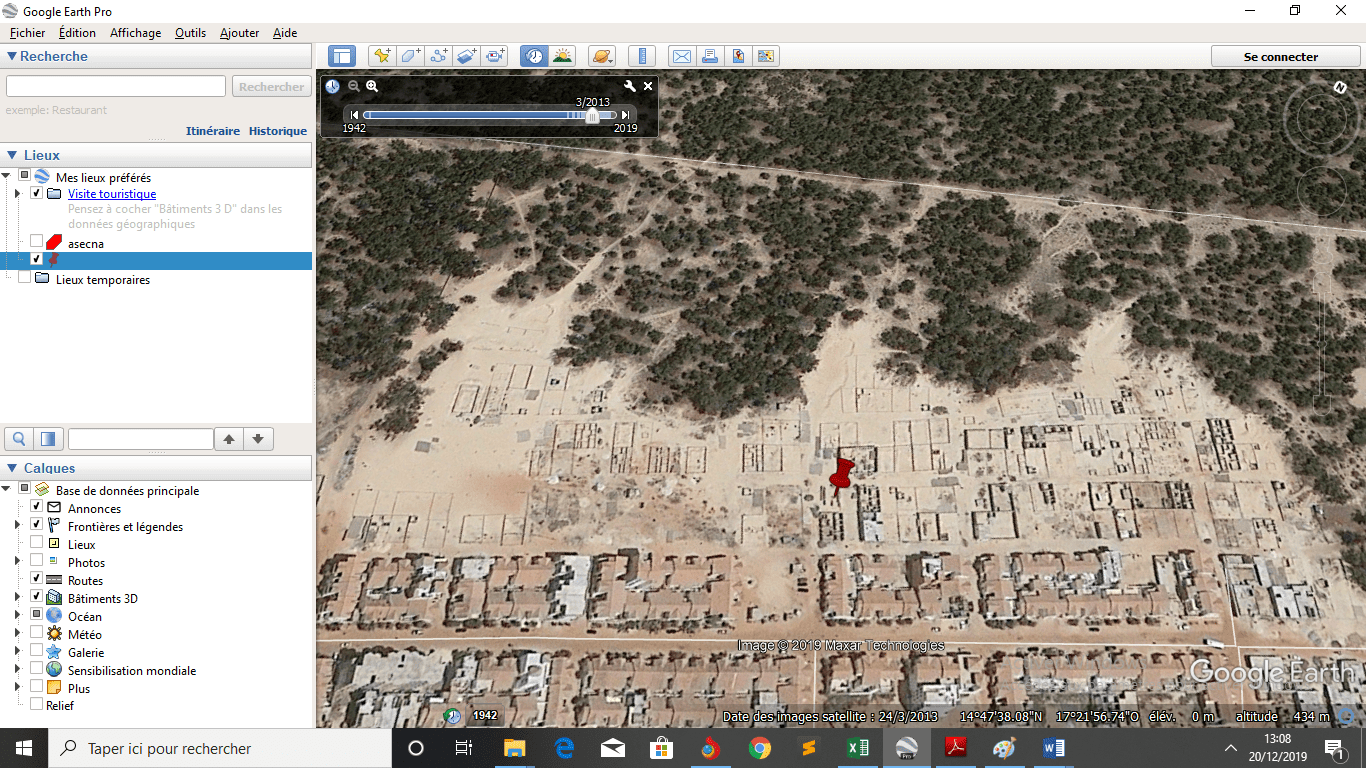 Google Earth Pro
Fichier Édition Affichage Outils Ajouter Aide
Recherche
Se connecter
Rechercher
exemple: Restaurant
Itinéraire Historique
3/2013
1942 2019
N
Lieux
Mes lieux préférés
Visite touristique
Pensez à cocher "Bâtiments 3 D" dans les
données géographiques
asecna
Lieux temporaires
Calques
Base de données principale
Annonces
Frontières et légendes
Lieux
Photos
Routes
Bâtiments 3D
Océan
Météo
Galerie
Sensibilisation mondiale
Plus
Relief
Image © 2019 Maxar Technologies
Google Earth
1942
Date des images satellite : 24/3/2013 14°47'38.08"N 17°21'56.74"O élév. 0 m altitude 434 m
Taper ici pour rechercher
Pro
13:08
20/12/2019
1